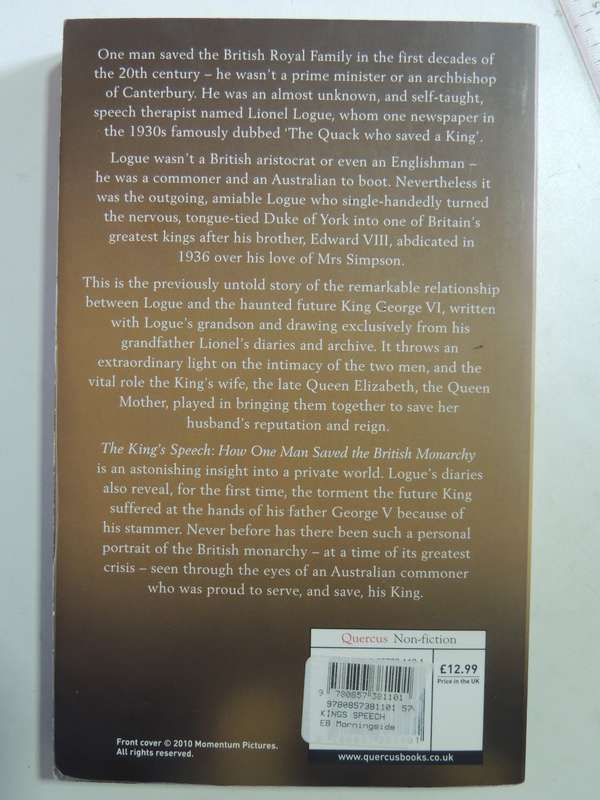 One man saved the British Royal Family in the first decades of
the 20th century – he wasn't a prime minister or an archbishop
of Canterbury. He was an almost unknown, and self-taught,
speech therapist named Lionel Logue, whom one newspaper in
the 1930s famously dubbed 'The Quack who saved a King'.
Logue wasn't a British aristocrat or even an Englishman –
he was a commoner and an Australian to boot. Nevertheless it
was the outgoing, amiable Logue who single-handedly turned
the nervous, tongue-tied Duke of York into one of Britain's
greatest kings after his brother, Edward VIII, abdicated in
1936 over his love of Mrs Simpson.
This is the previously untold story of the remarkable relationship
between Logue and the haunted future King George VI, written
with Logue's grandson and drawing exclusively from his
grandfather Lionel's diaries and archive. It throws an
extraordinary light on the intimacy of the two men, and the
vital role the King's wife, the late Queen Elizabeth, the Queen
Mother, played in bringing them together to save her
husband's reputation and reign.
The King's Speech: How One Man Saved the British Monarchy
is an astonishing insight into a private world. Logue's diaries
also reveal, for the first time, the torment the future King
suffered at the hands of his father George V because of
his stammer. Never before has there been such a personal
portrait of the British monarchy – at a time of its greatest
crisis – seen through the eyes of an Australian commoner
who was proud to serve, and save, his King.
Quercus Non-fiction
£12.99
Price in the UK
9 780857 381101
9780857381101 57
KINGS SPEECH
EB Morningside
www.quercusbooks.co.uk
Front cover © 2010 Momentum Pictures.
All rights reserved.